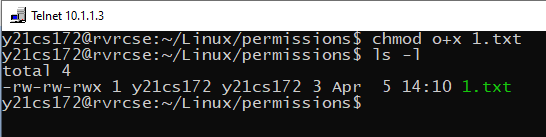 Telnet 10.1.1.3
y21cs172@rvrcse:~/Linux/permissions$ chmod o+x 1.txt
y21cs172@rvrcse:~/Linux/permissions$ ls -l
total 4
-rw-rw-rwx 1 y21cs172 y21cs172 3 Apr  5 14:10 1.txt
y21cs172@rvrcse:~/Linux/permissions$